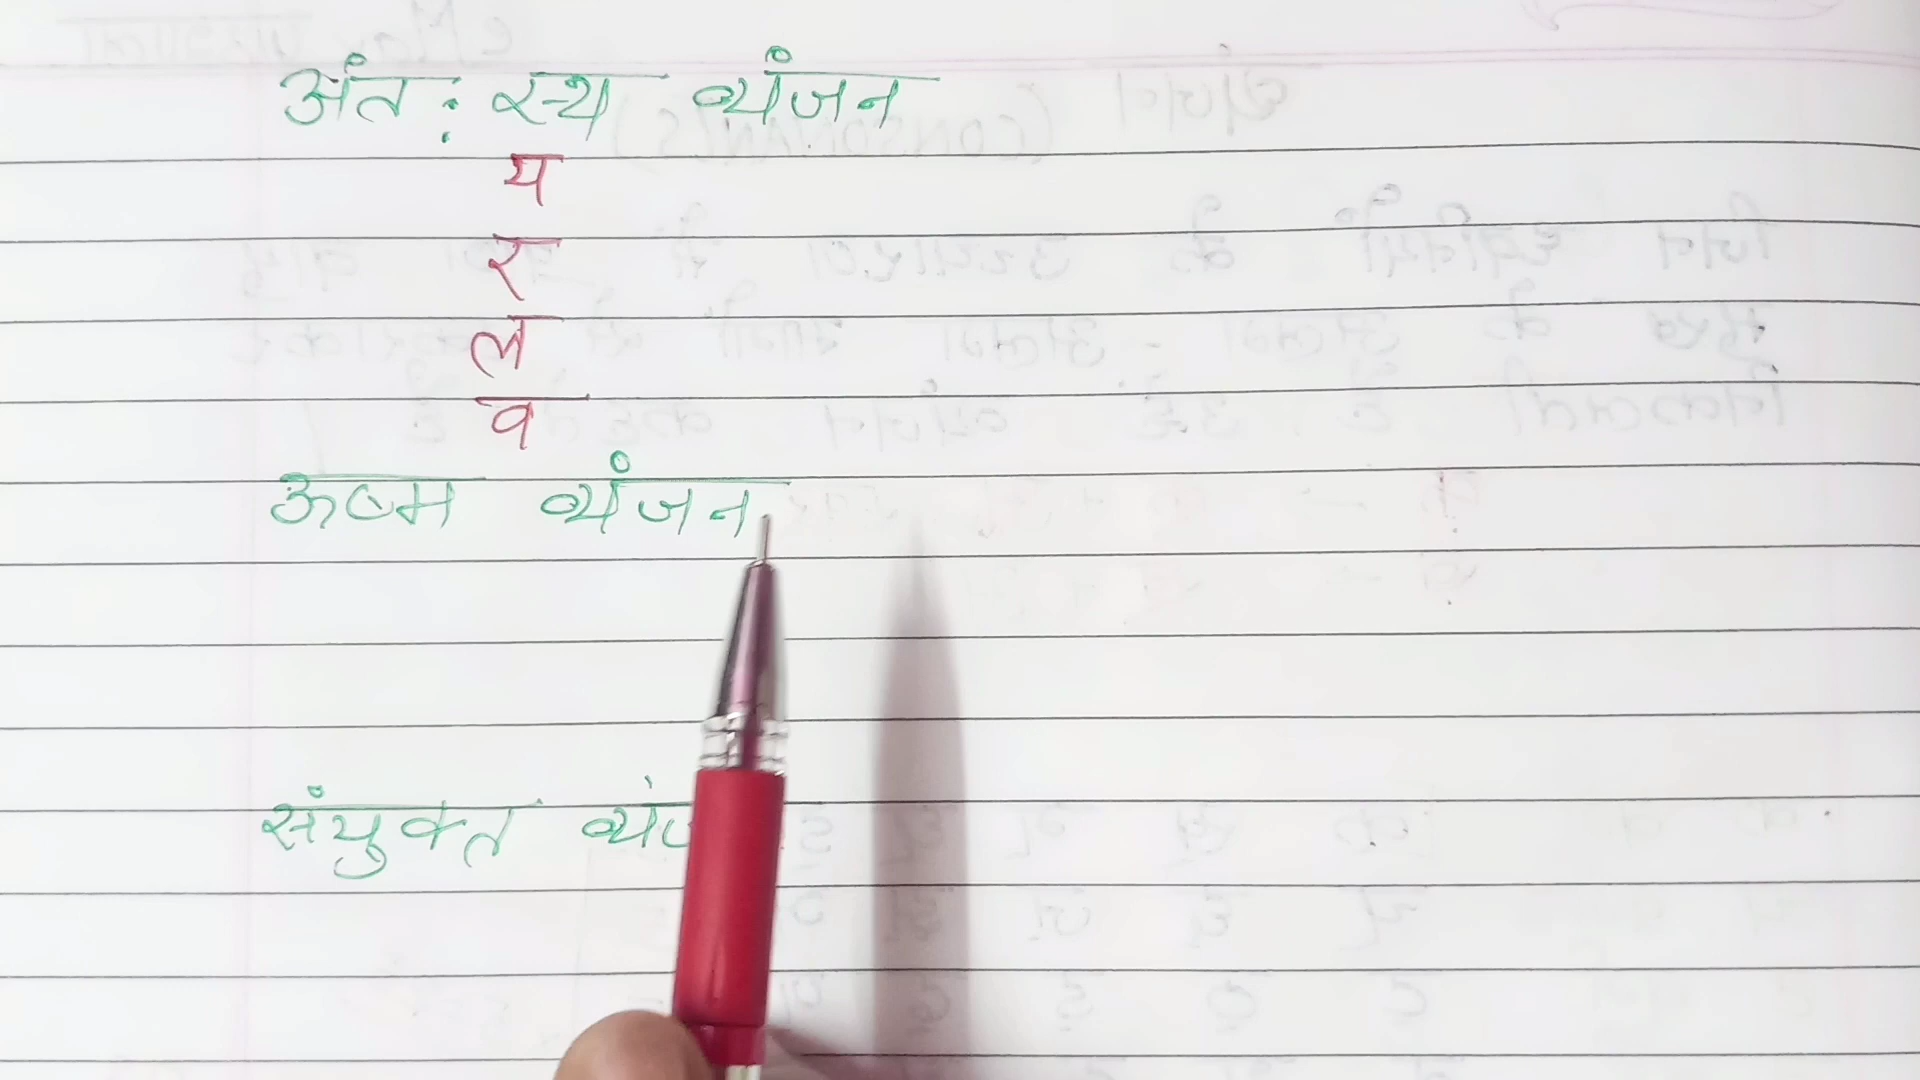 अंत: स्थ व्यंजन
य
र
ल
व
ऊष्म व्यंजन
संयुक्त